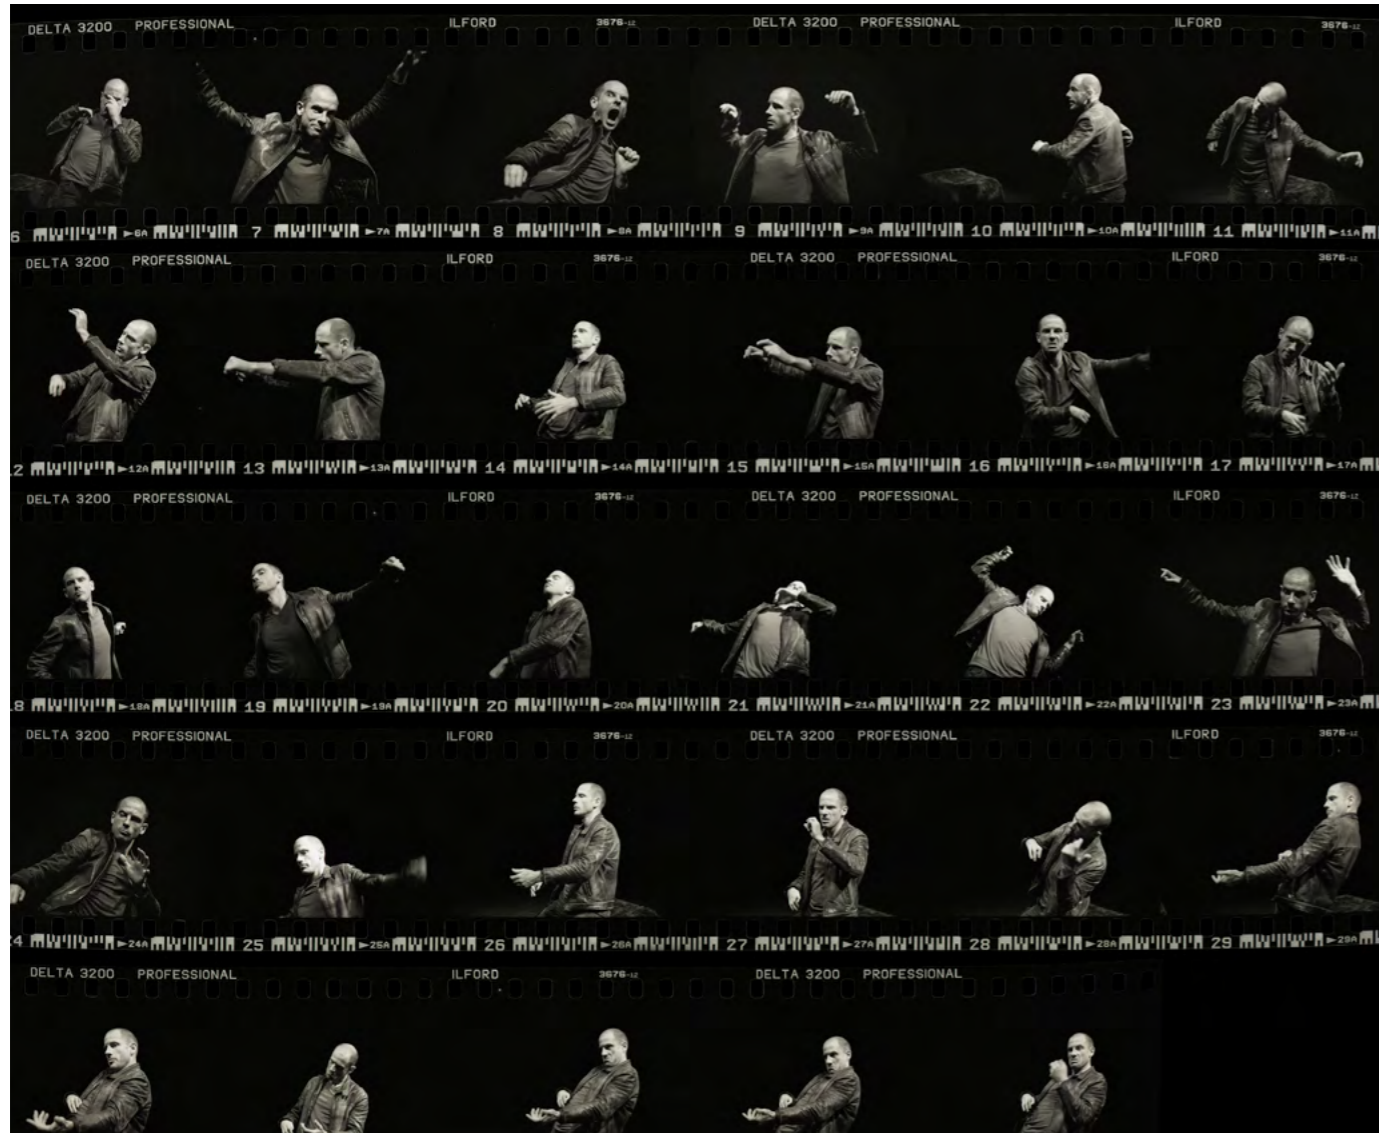 DELTA 3200 PROFESSIONAL ILFORD 3676-12 DELTA 3200 PROFESSIONAL ILFORD 3676-12
6 ►6A 7 ►7A 8 ►8A 9 ►9A 10 ►10A 11 ►11A
DELTA 3200 PROFESSIONAL ILFORD 3676-12 DELTA 3200 PROFESSIONAL ILFORD 3676-12
2 ►12A 13 ►13A 14 ►14A 15 ►15A 16 ►16A 17 ►17A
DELTA 3200 PROFESSIONAL ILFORD 3676-12 DELTA 3200 PROFESSIONAL ILFORD 3676-12
8 ►18A 19 ►19A 20 ►20A 21 ►21A 22 ►22A 23 ►23A
DELTA 3200 PROFESSIONAL ILFORD 3676-12 DELTA 3200 PROFESSIONAL ILFORD 3676-12
4 ►24A 25 ►25A 26 ►26A 27 ►27A 28 ►28A 29 ►29A
DELTA 3200 PROFESSIONAL ILFORD 3676-12 DELTA 3200 PROFESSIONAL